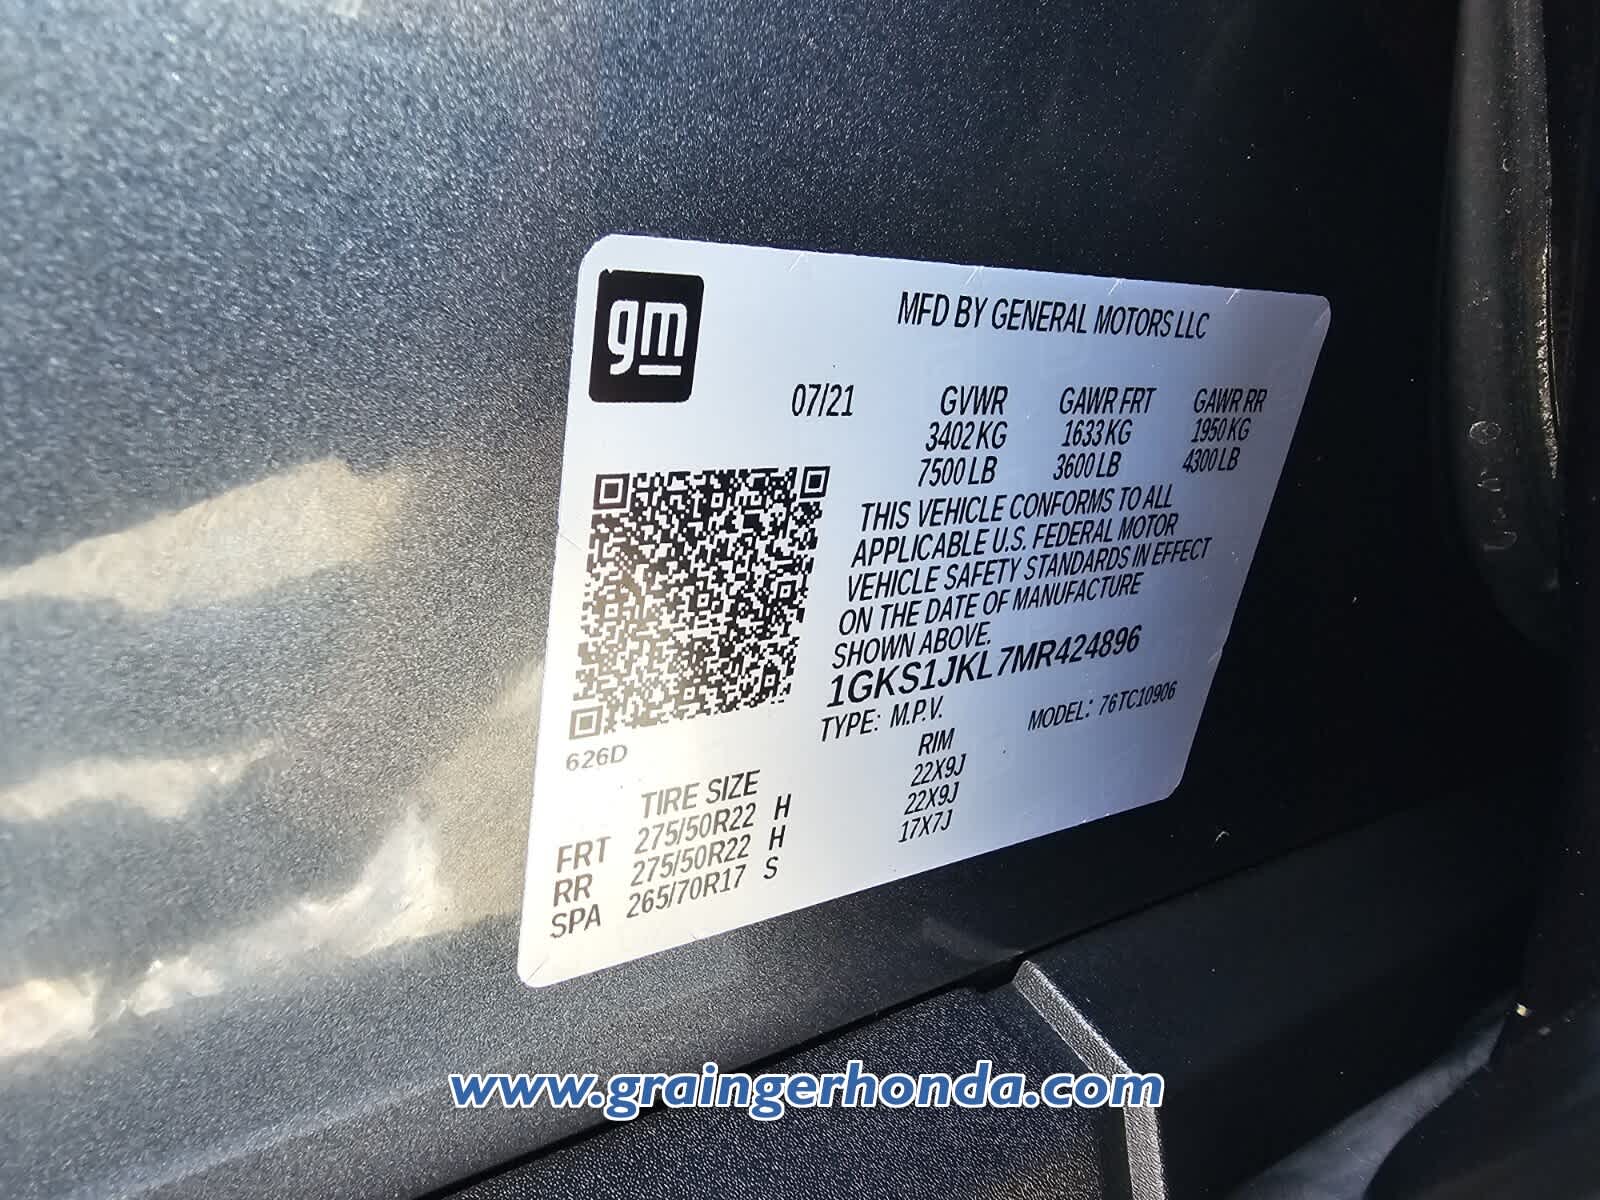 gm
MFD BY GENERAL MOTORS LLC
07/21 GVWR GAWR FRT GAWR RR
3402 KG 1633 KG 1950 KG
7500 LB 3600 LB 4300 LB
THIS VEHICLE CONFORMS TO ALL
APPLICABLE U.S. FEDERAL MOTOR
VEHICLE SAFETY STANDARDS IN EFFECT
ON THE DATE OF MANUFACTURE
SHOWN ABOVE.
1GKS1JKL7MR424896
TYPE: M.P.V. MODEL: 76TC10906
626D
TIRE SIZE RIM
FRT 275/50R22 H 22X9J
RR 275/50R22 H 22X9J
SPA 265/70R17 S 17X7J
www.graingerhonda.com